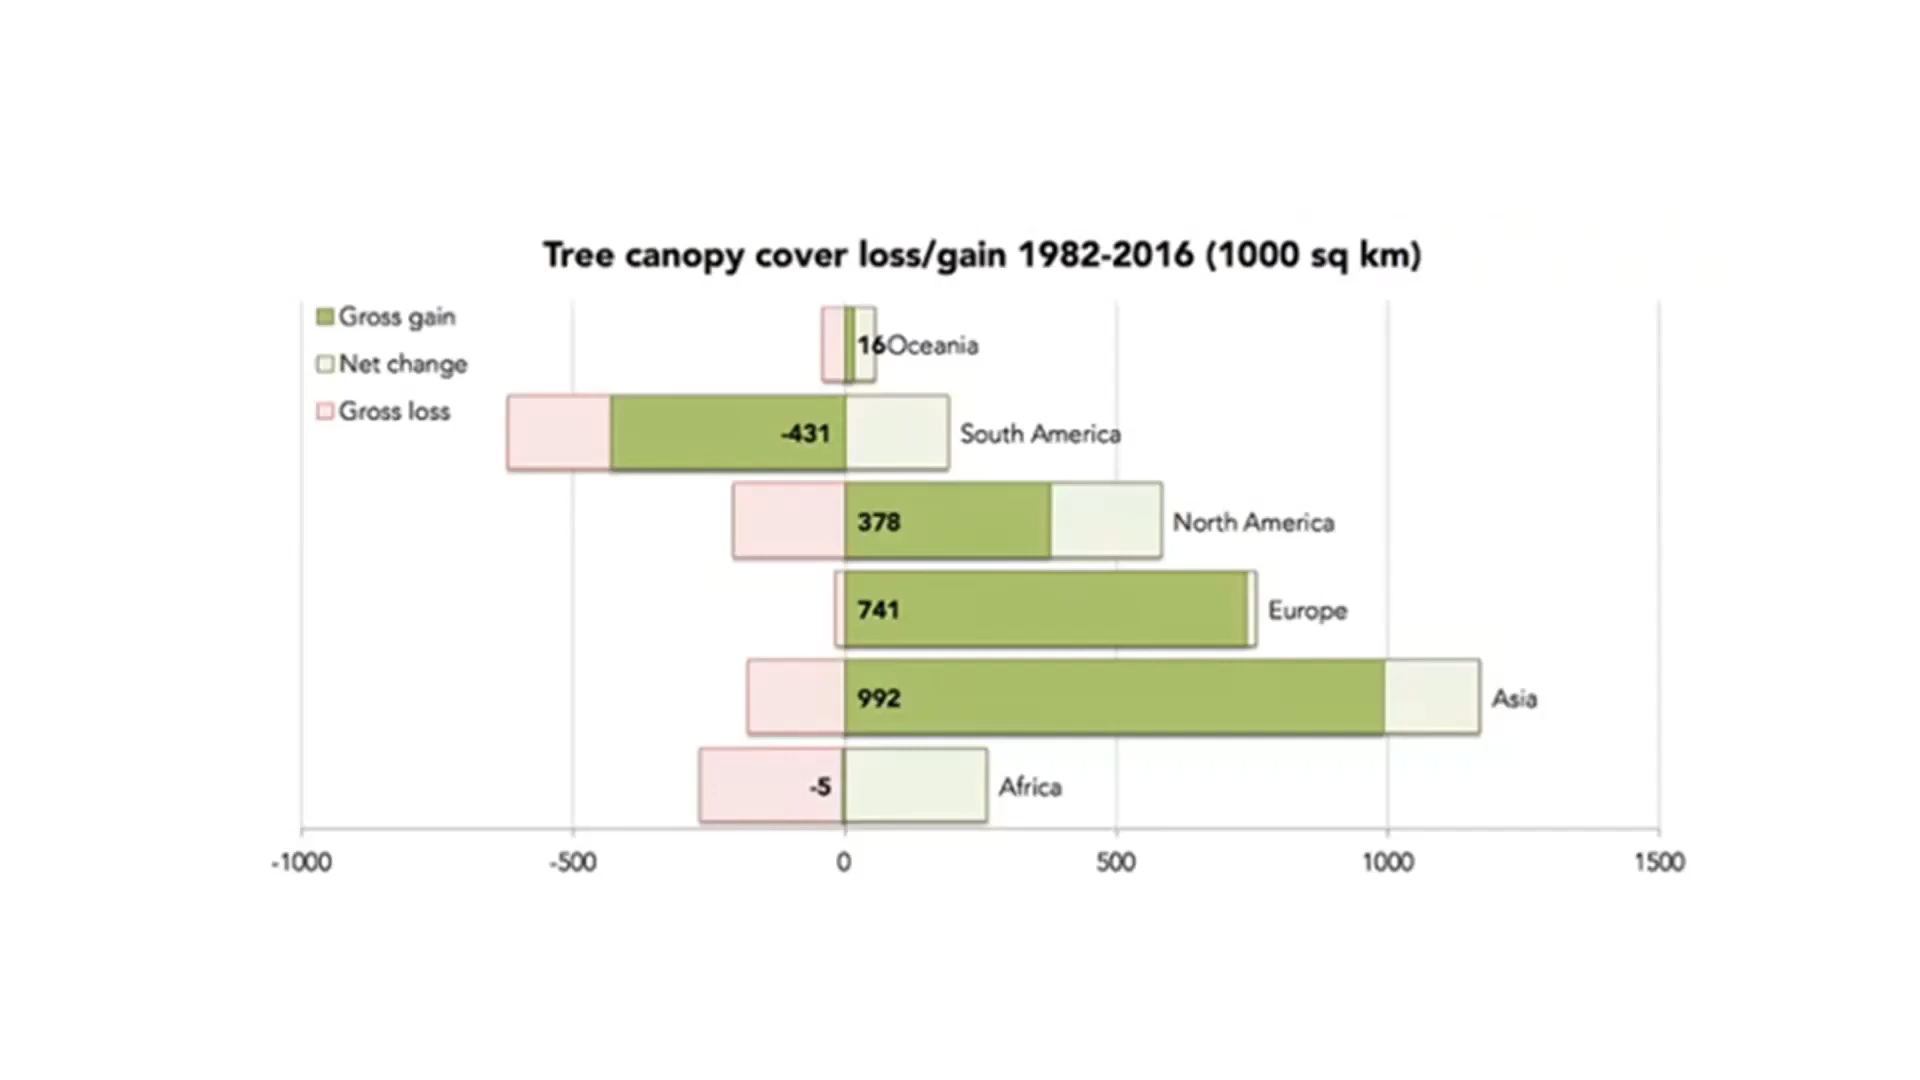 Tree canopy cover loss/gain 1982-2016 (1000 sq km)
Gross gain
Net change
Gross loss
16 Oceania
-431 South America
378 North America
741 Europe
992 Asia
-5 Africa
-1000 -500 0 500 1000 1500